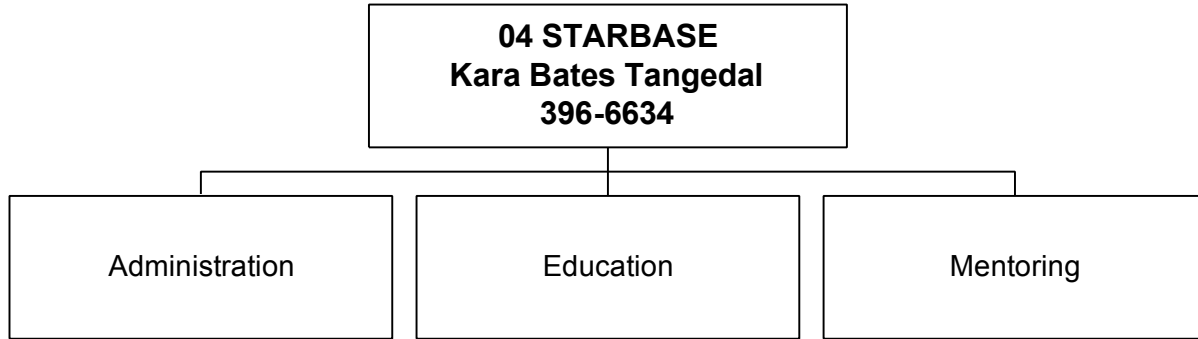 04 STARBASE
Kara Bates Tangedal
396-6634
Administration
Education
Mentoring